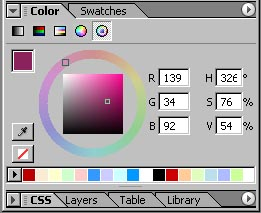 Color Swatches
R 139 H 326 °
G 34 S 76 %
B 92 V 54 %
CSS Layers Table Library